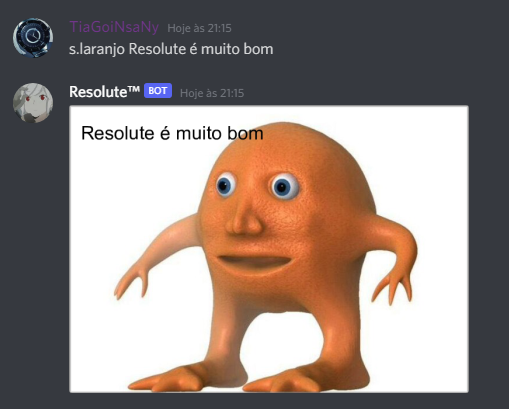 TiaGoiNsaNy Hoje às 21:15
s.laranjo Resolute é muito bom
Resolute™ BOT Hoje às 21:15
Resolute é muito bom